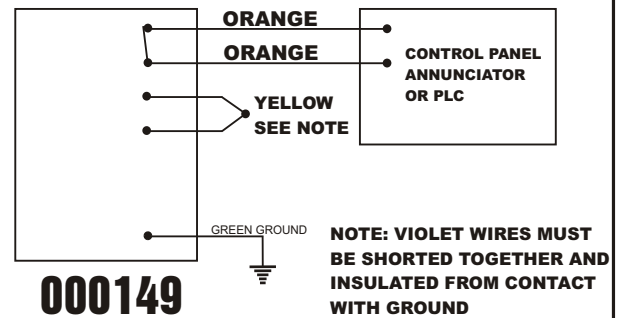 ORANGE
ORANGE
CONTROL PANEL
ANNUNCIATOR
OR PLC
YELLOW
SEE NOTE
GREEN GROUND
NOTE: VIOLET WIRES MUST
BE SHORTED TOGETHER AND
INSULATED FROM CONTACT
WITH GROUND
000149